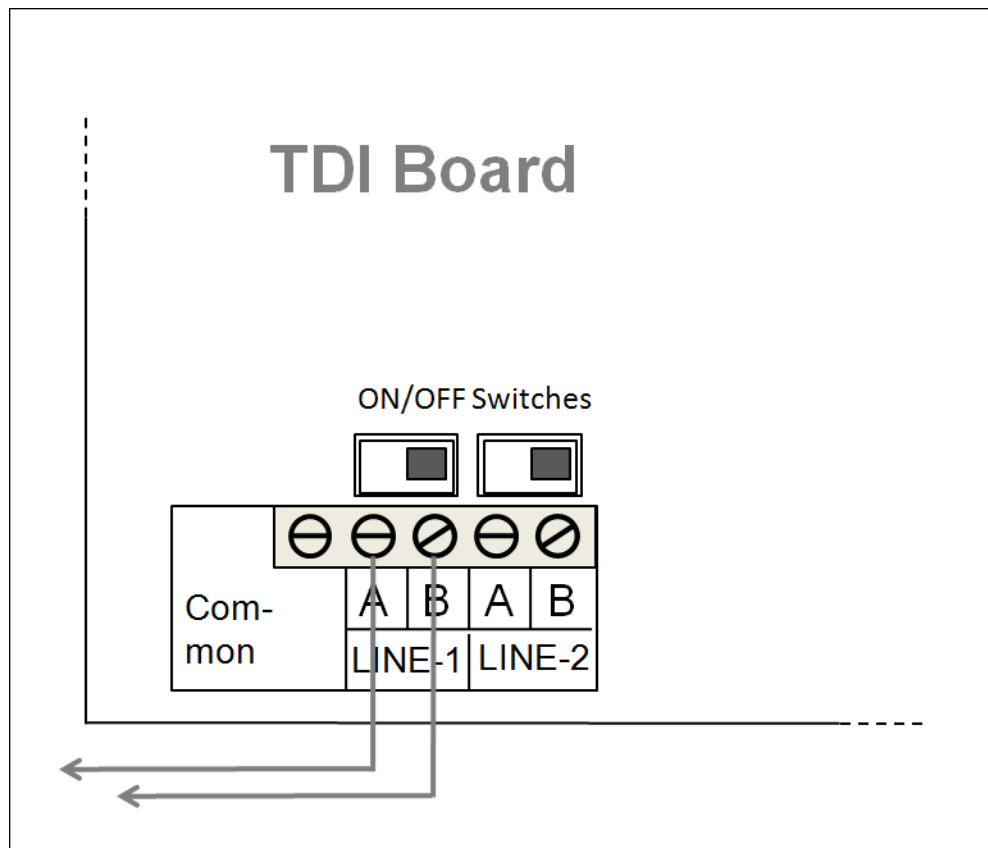 TDI Board
ON/OFF Switches
A B A B
Com-
mon
LINE-1 LINE-2